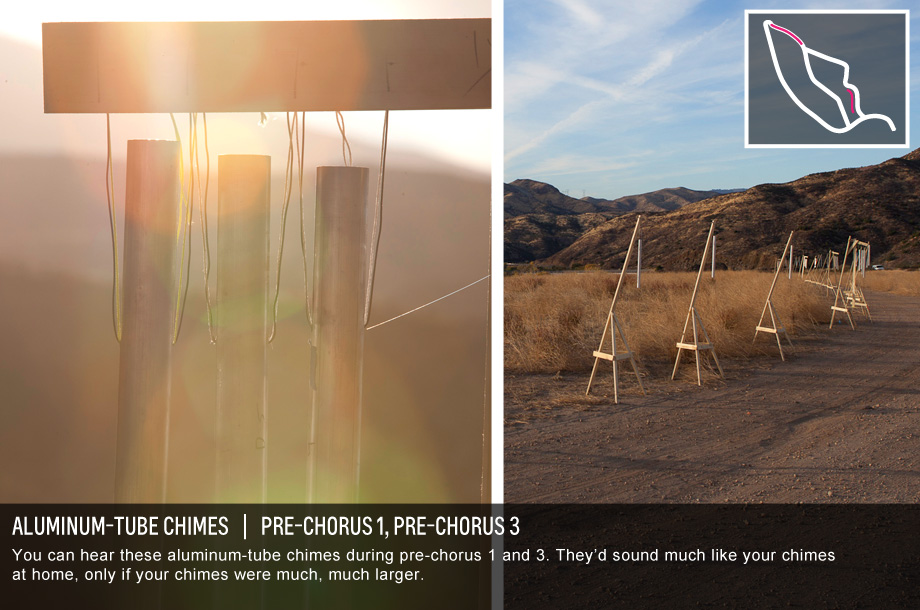 ALUMINUM-TUBE CHIMES | PRE-CHORUS 1, PRE-CHORUS 3
You can hear these aluminum-tube chimes during pre-chorus 1 and 3. They’d sound much like your chimes
at home, only if your chimes were much, much larger.